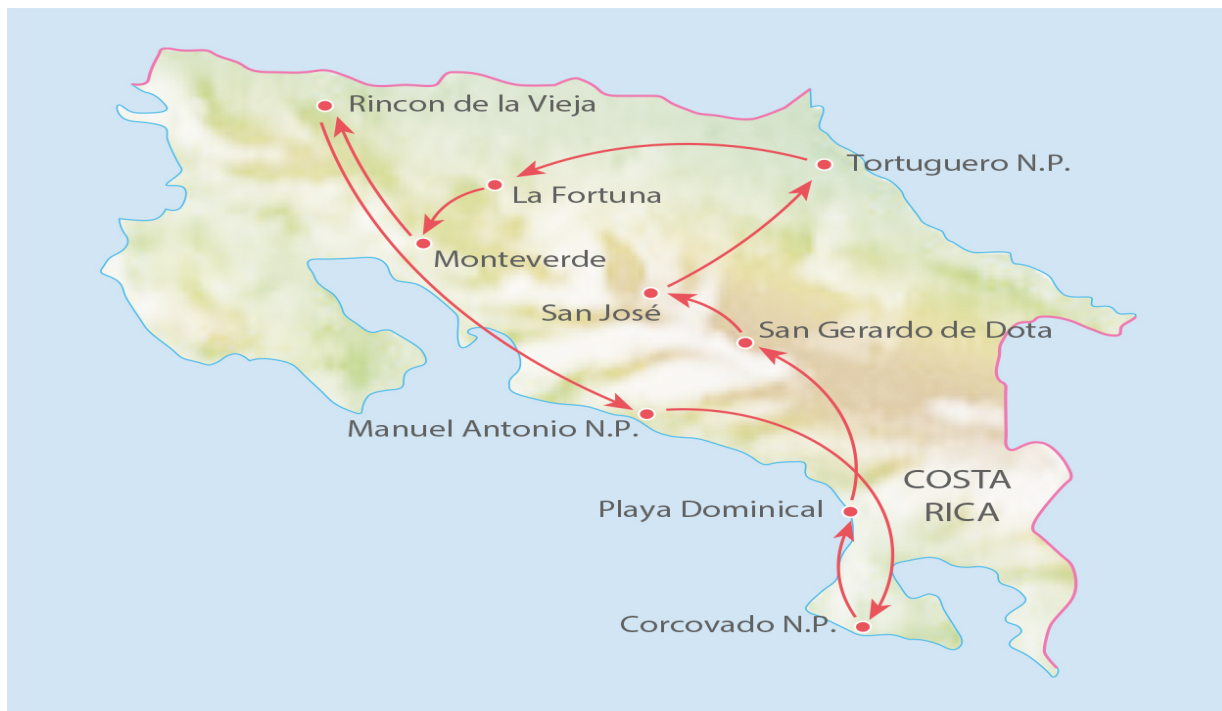 Rincon de la Vieja
Tortuguero N.P.
La Fortuna
Monteverde
San José
San Gerardo de Dota
Manuel Antonio N.P.
COSTA
RICA
Playa Dominical
Corcovado N.P.